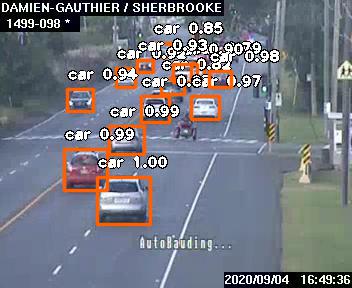 DAMIEN-GAUTHIER / SHERBROOKE
1499-098 *
car 0.85
car 0.93
car 0.98
car 0.94
car 0.97
car 0.99
car 0.99
car 1.00
AutoBauding...
2020/09/04 16:49:36